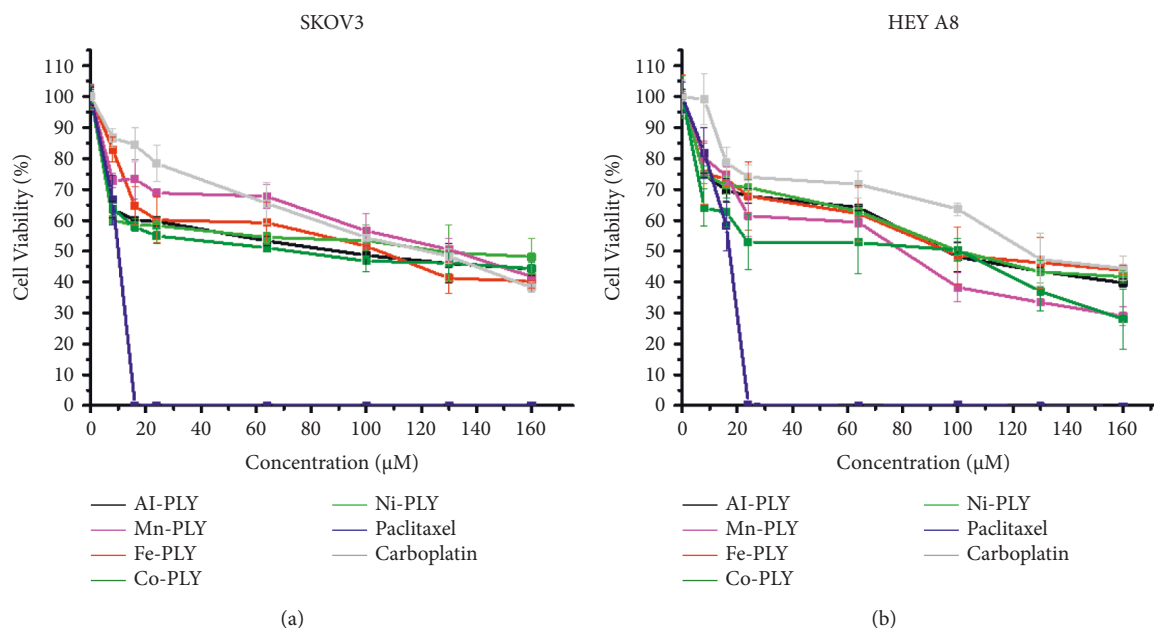 SKOV3
110
100
90
80
70
60
50
40
30
20
10
0
Cell Viability (%)
0 20 40 60 80 100 120 140 160
Concentration (µM)
AI-PLY
Mn-PLY
Fe-PLY
Co-PLY
Ni-PLY
Paclitaxel
Carboplatin
(a)
HEY A8
110
100
90
80
70
60
50
40
30
20
10
0
Cell Viability (%)
0 20 40 60 80 100 120 140 160
Concentration (µM)
AI-PLY
Mn-PLY
Fe-PLY
Co-PLY
Ni-PLY
Paclitaxel
Carboplatin
(b)